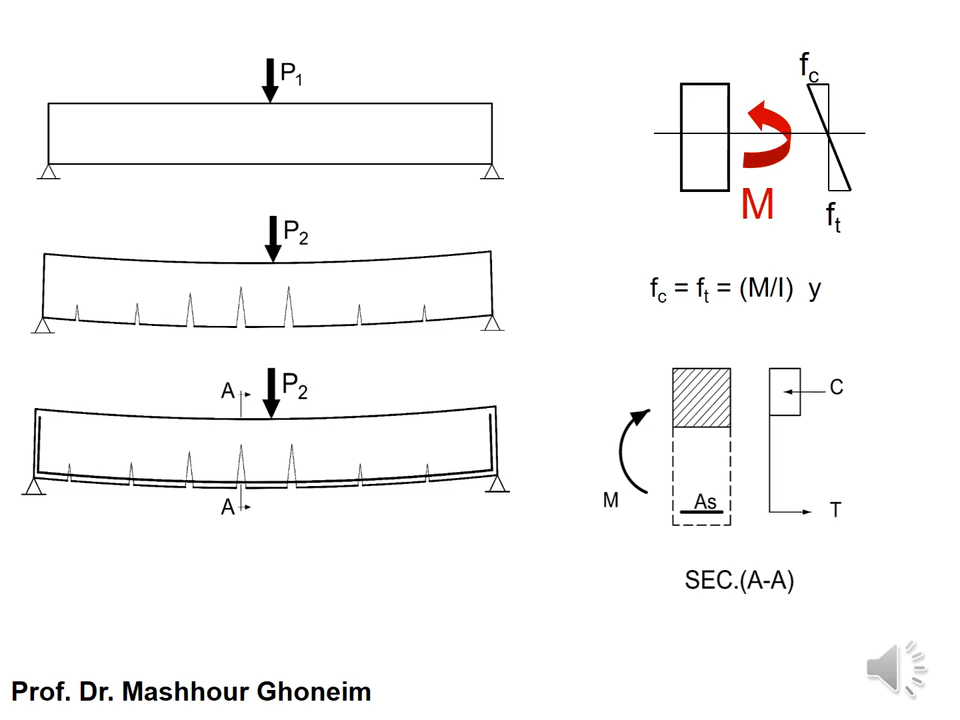 P1
fc
M
ft
P2
fc = ft = (M/I) y
A
P2
C
M
As
T
A
SEC.(A-A)
Prof. Dr. Mashhour Ghoneim